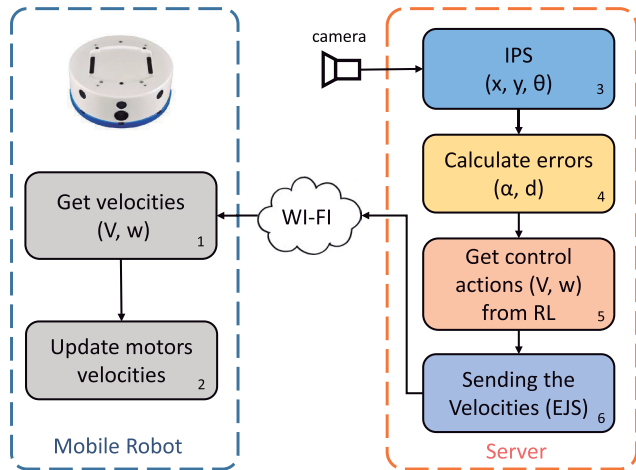 camera
IPS
(x, y, θ)
3
Calculate errors
(α, d)
4
Get velocities
(V, w)
1
WI-FI
Get control
actions (V, w)
from RL
5
Update motors
velocities
2
Sending the
Velocities (EJS)
6
Mobile Robot
Server